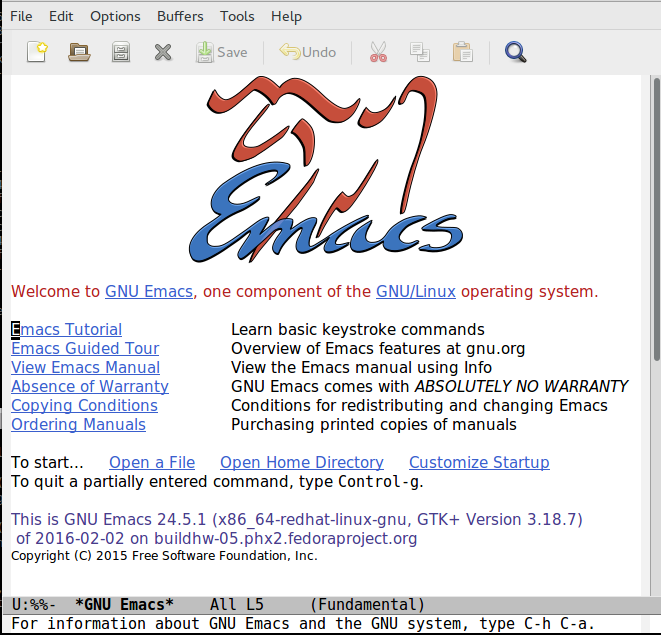 File Edit Options Buffers Tools Help
Save Undo
Emacs
Welcome to GNU Emacs, one component of the GNU/Linux operating system.
Emacs Tutorial Learn basic keystroke commands
Emacs Guided Tour Overview of Emacs features at gnu.org
View Emacs Manual View the Emacs manual using Info
Absence of Warranty GNU Emacs comes with ABSOLUTELY NO WARRANTY
Copying Conditions Conditions for redistributing and changing Emacs
Ordering Manuals Purchasing printed copies of manuals
To start... Open a File Open Home Directory Customize Startup
To quit a partially entered command, type Control-g.
This is GNU Emacs 24.5.1 (x86_64-redhat-linux-gnu, GTK+ Version 3.18.7)
of 2016-02-02 on buildhw-05.phx2.fedoraproject.org
Copyright (C) 2015 Free Software Foundation, Inc.
U:%%- *GNU Emacs* All L5 (Fundamental)
For information about GNU Emacs and the GNU system, type C-h C-a.